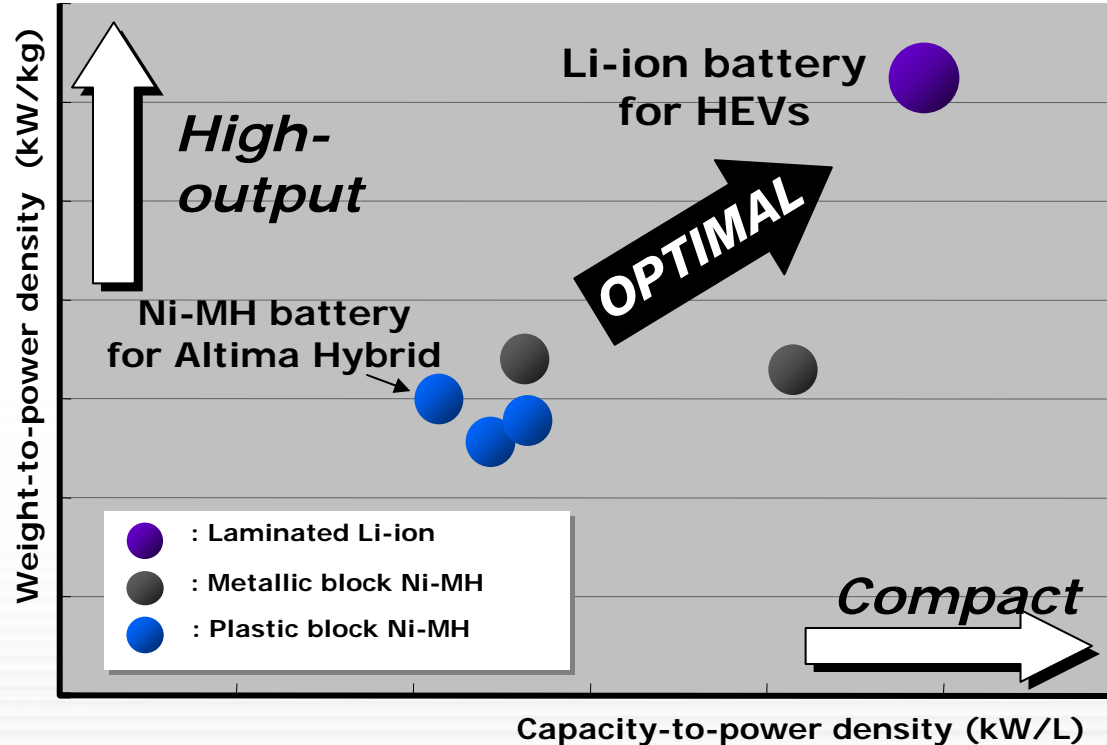 Weight-to-power density (kW/kg)
High-
output
Li-ion battery
for HEVs
OPTIMAL
Ni-MH battery
for Altima Hybrid
: Laminated Li-ion
: Metallic block Ni-MH
: Plastic block Ni-MH
Compact
Capacity-to-power density (kW/L)